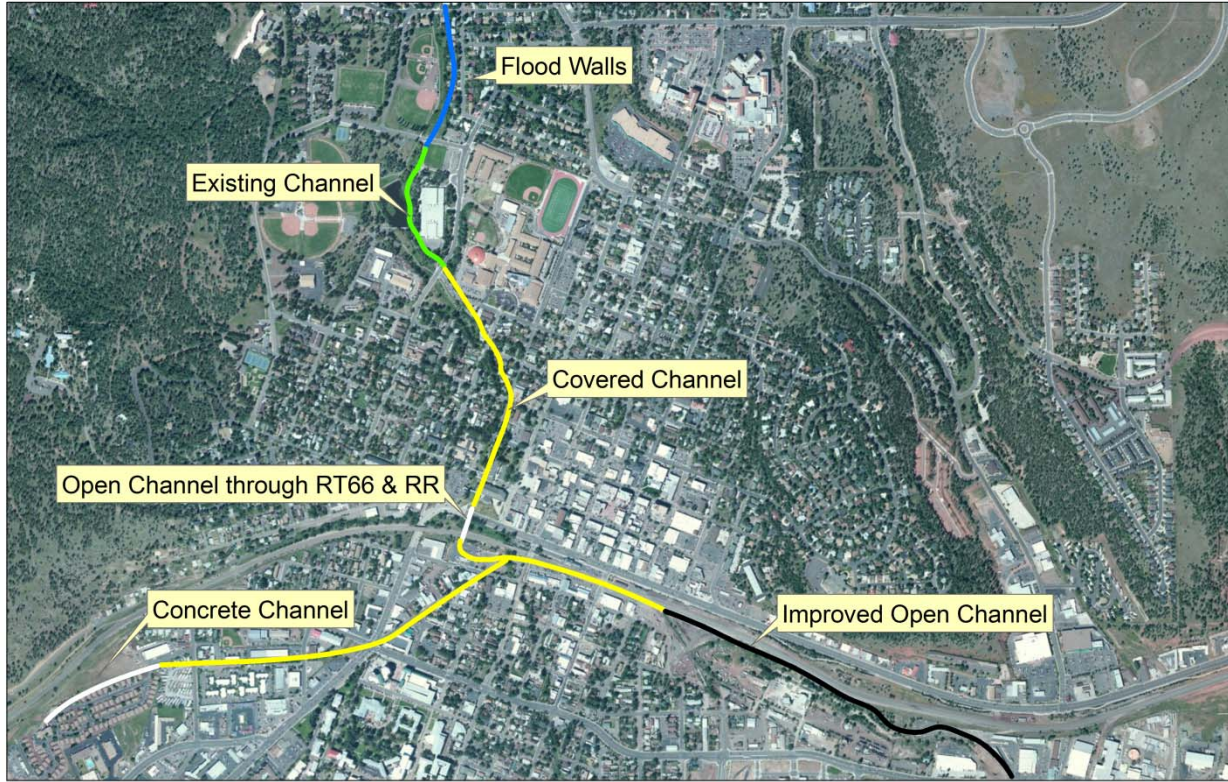 Flood Walls
Existing Channel
Covered Channel
Open Channel through RT66 & RR
Concrete Channel
Improved Open Channel